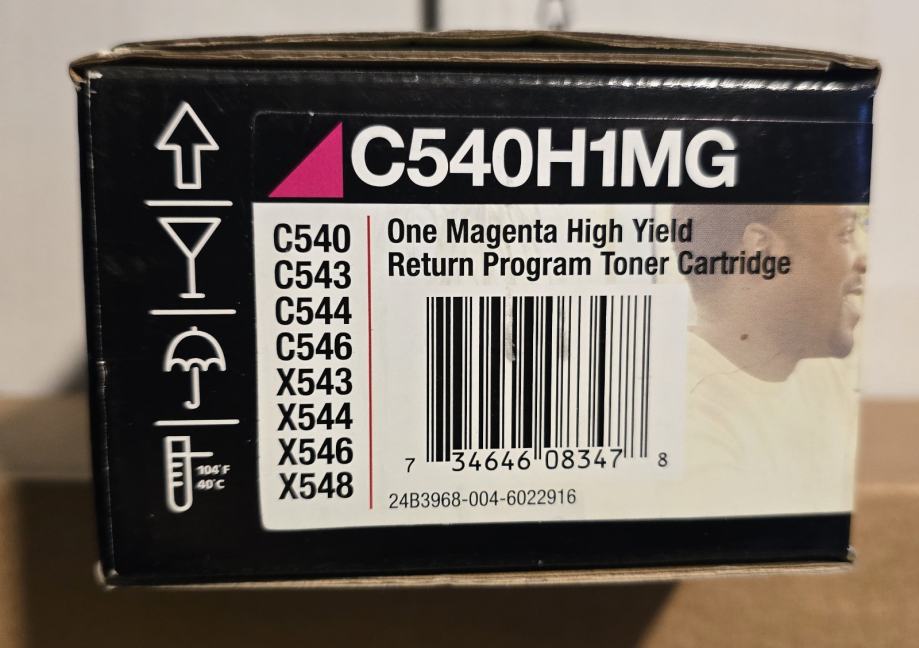 C540H1MG
C540
C543
C544
C546
X543
X544
X546
X548
One Magenta High Yield
Return Program Toner Cartridge
7 34646 08347 8
24B3968-004-6022916
104°F
40°C